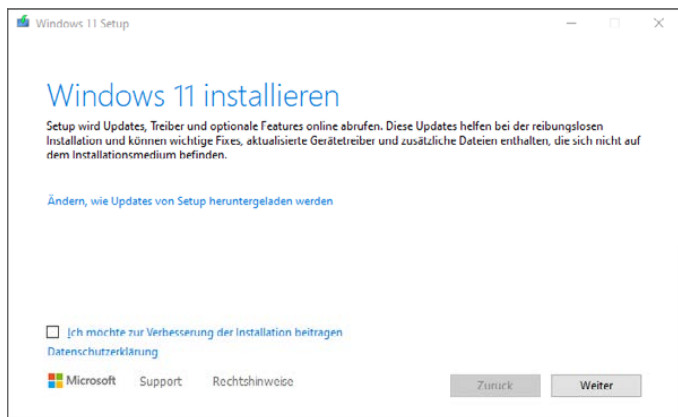 Windows 11 Setup
Windows 11 installieren
Setup wird Updates, Treiber und optionale Features online abrufen. Diese Updates helfen bei der reibungslosen
Installation und können wichtige Fixes, aktualisierte Gerätetreiber und zusätzliche Dateien enthalten, die sich nicht auf
dem Installationsmedium befinden.
Ändern, wie Updates von Setup heruntergeladen werden
Ich möchte zur Verbesserung der Installation beitragen
Datenschutzerklärung
Microsoft Support Rechtshinweise Zurück Weiter